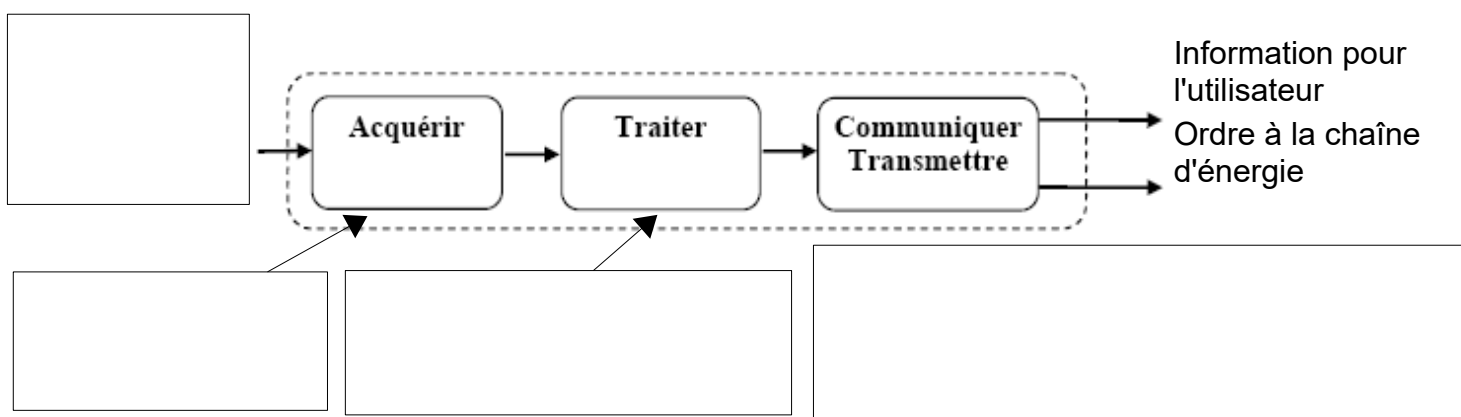 Acquérir
Traiter
Communiquer
Transmettre
Information pour
l'utilisateur
Ordre à la chaîne
d'énergie